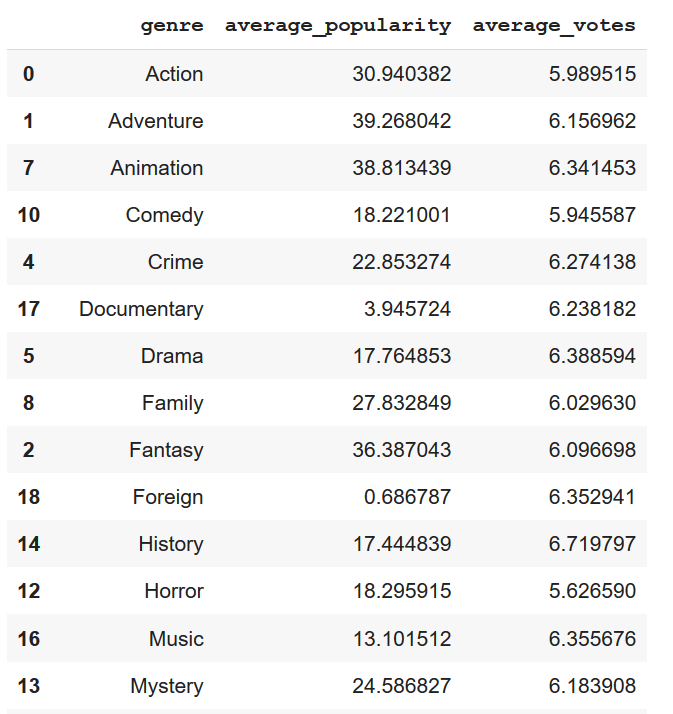 genre average_popularity average_votes
0 Action 30.940382 5.989515
1 Adventure 39.268042 6.156962
7 Animation 38.813439 6.341453
10 Comedy 18.221001 5.945587
4 Crime 22.853274 6.274138
17 Documentary 3.945724 6.238182
5 Drama 17.764853 6.388594
8 Family 27.832849 6.029630
2 Fantasy 36.387043 6.096698
18 Foreign 0.686787 6.352941
14 History 17.444839 6.719797
12 Horror 18.295915 5.626590
16 Music 13.101512 6.355676
13 Mystery 24.586827 6.183908